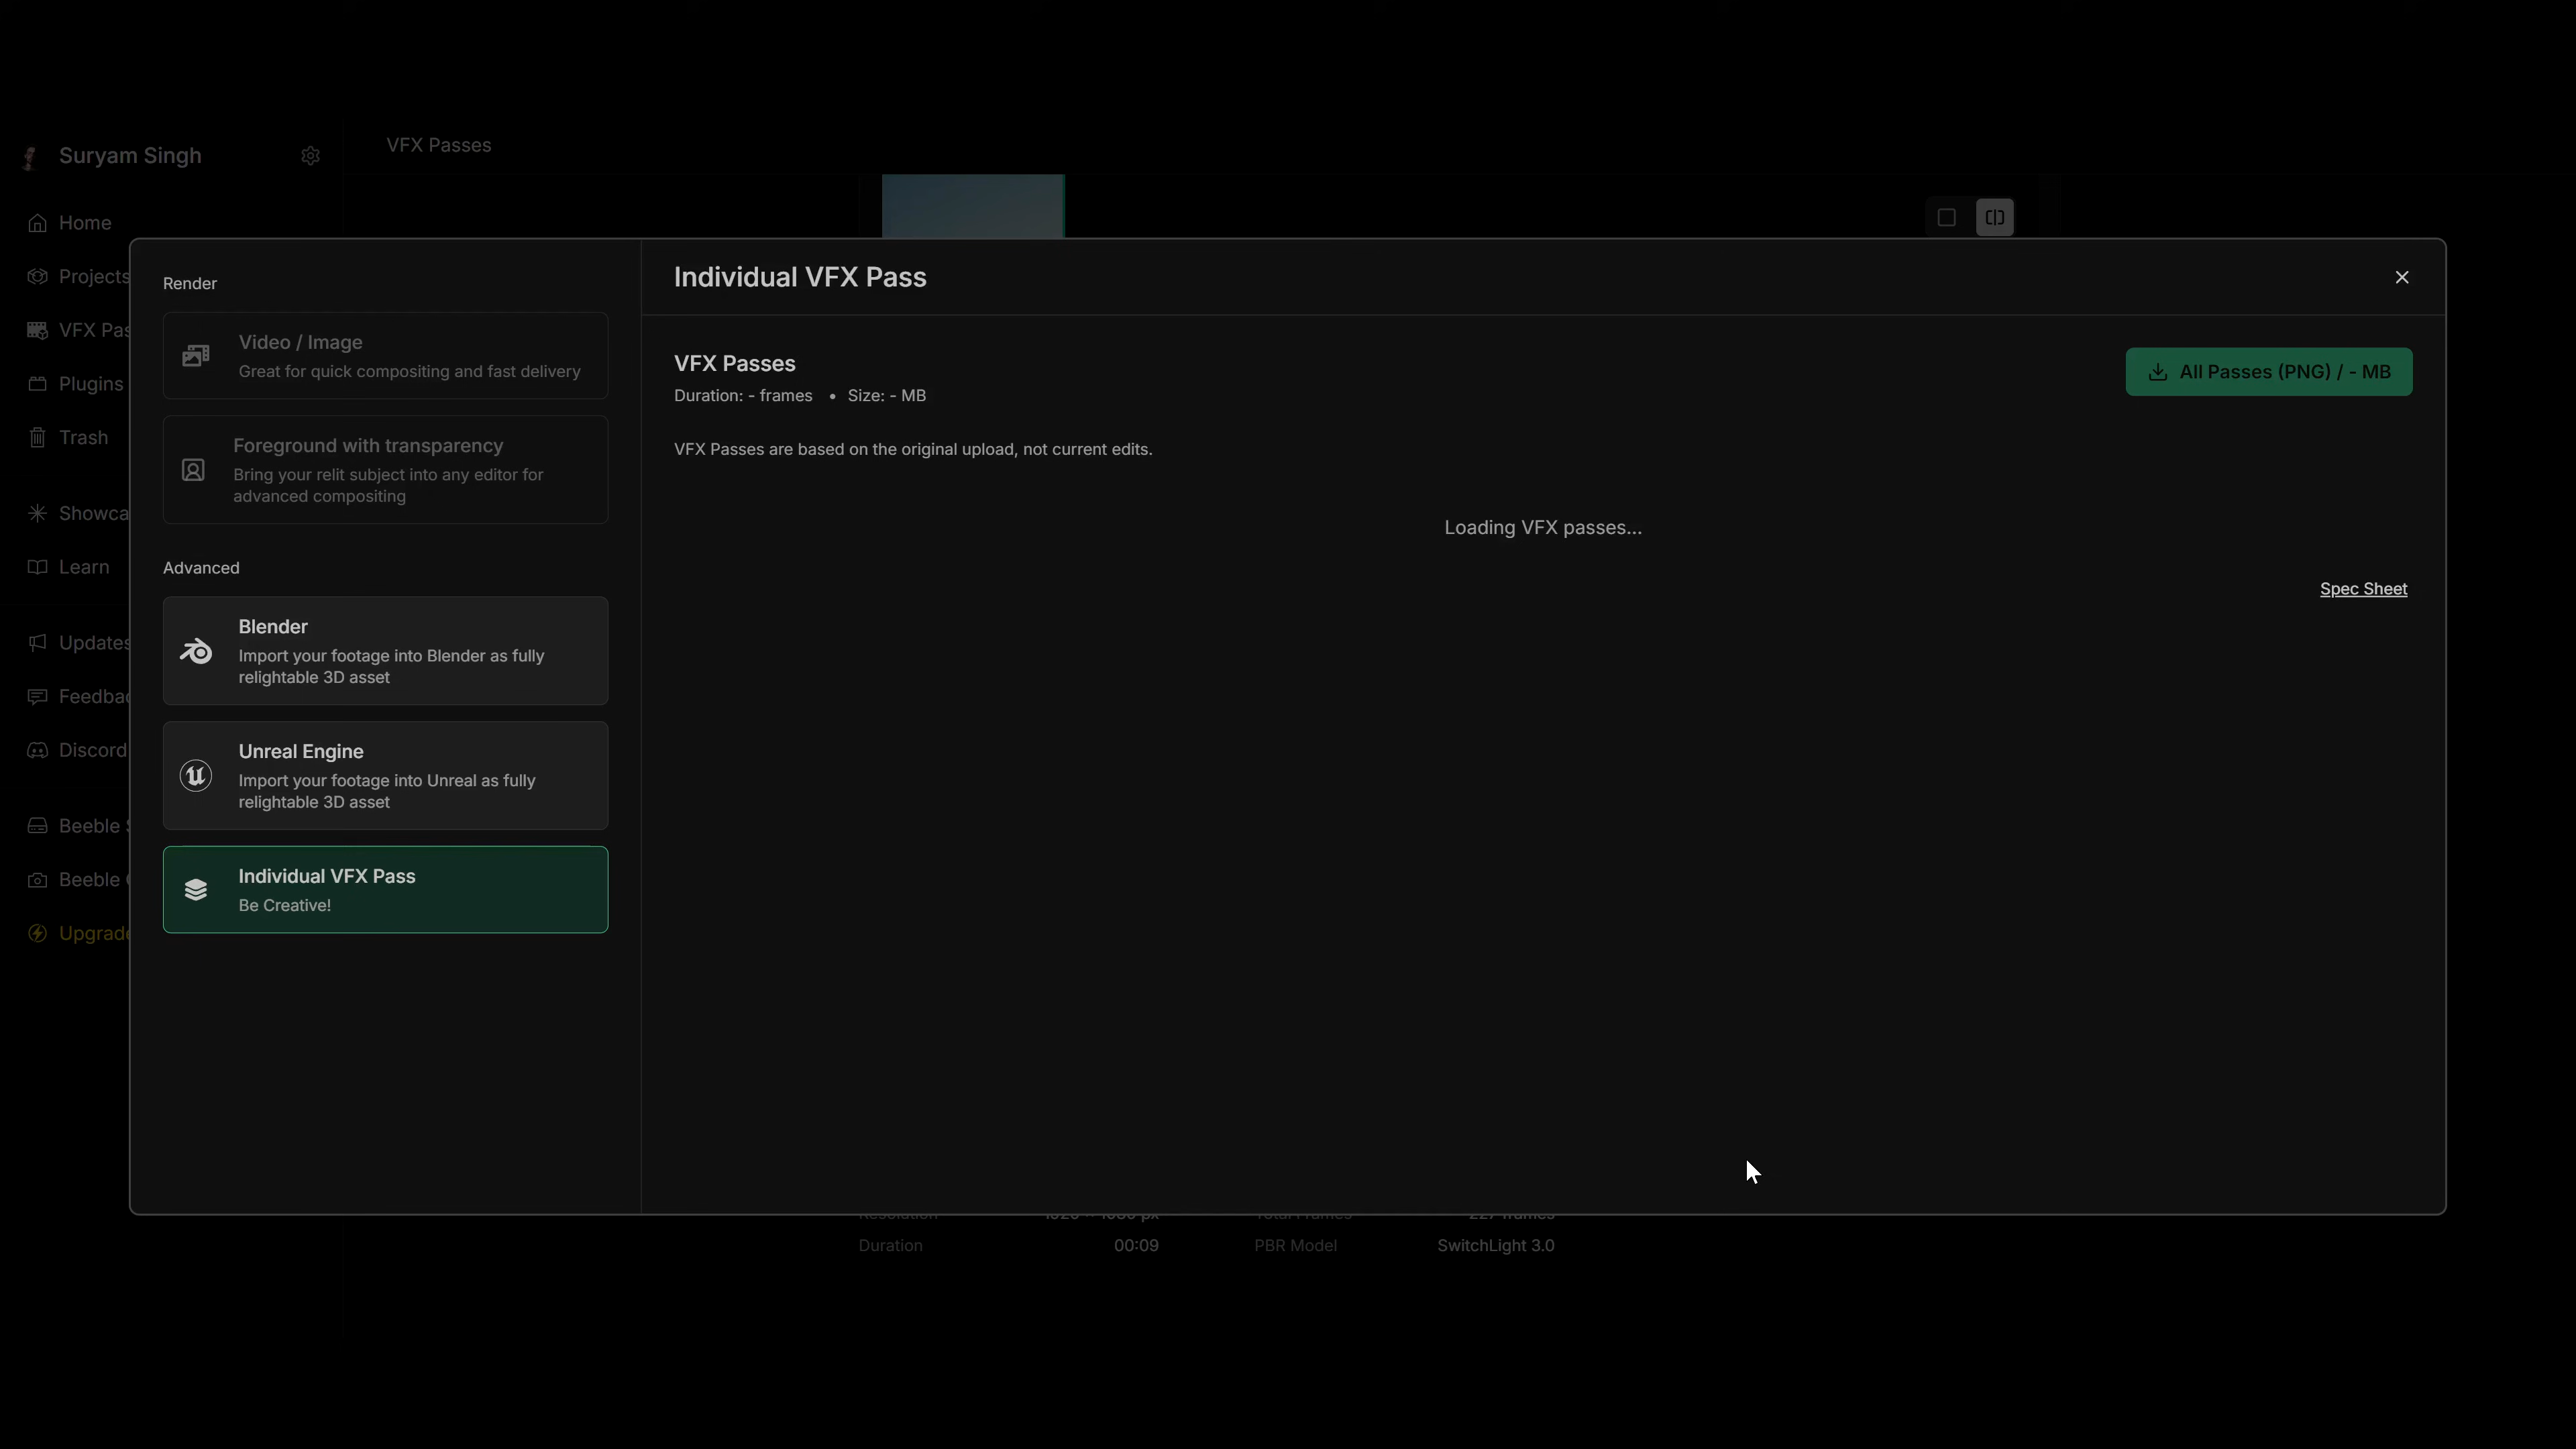 Suryam Singh
VFX Passes
Home
Projects
VFX Pas
Plugins
Trash
Showca
Learn
Updates
Feedbac
Discord
Beeble S
Beeble
Upgrade
Render
Video / Image
Great for quick compositing and fast delivery
Foreground with transparency
Bring your relit subject into any editor for
advanced compositing
Advanced
Blender
Import your footage into Blender as fully
relightable 3D asset
Unreal Engine
Import your footage into Unreal as fully
relightable 3D asset
Individual VFX Pass
Be Creative!
Individual VFX Pass
VFX Passes
Duration: - frames • Size: - MB
All Passes (PNG) / - MB
VFX Passes are based on the original upload, not current edits.
Loading VFX passes...
Spec Sheet
Duration 00:09 PBR Model SwitchLight 3.0